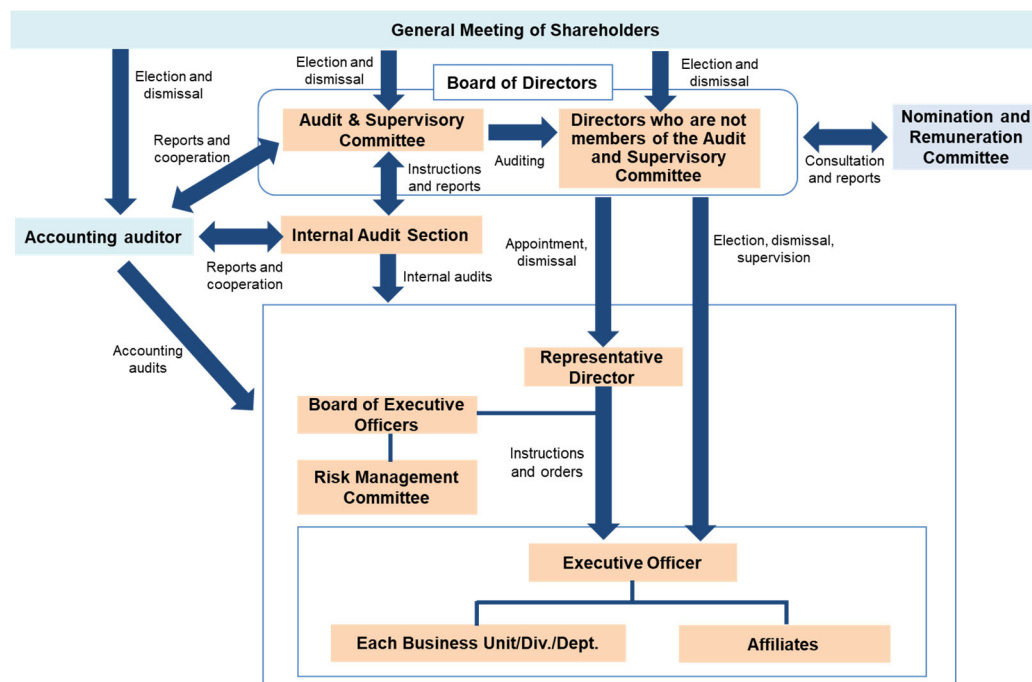 General Meeting of Shareholders
Election and
dismissal
Election and
dismissal
Election and
dismissal
Board of Directors
Audit & Supervisory
Committee
Directors who are not
members of the Audit
and Supervisory
Committee
Nomination and
Remuneration
Committee
Reports and
cooperation
Auditing
Consultation
and reports
Instructions
and reports
Accounting auditor
Internal Audit Section
Reports and
cooperation
Internal audits
Appointment,
dismissal
Election, dismissal,
supervision
Accounting
audits
Representative
Director
Board of Executive
Officers
Risk Management
Committee
Instructions
and orders
Executive Officer
Each Business Unit/Div./Dept.
Affiliates